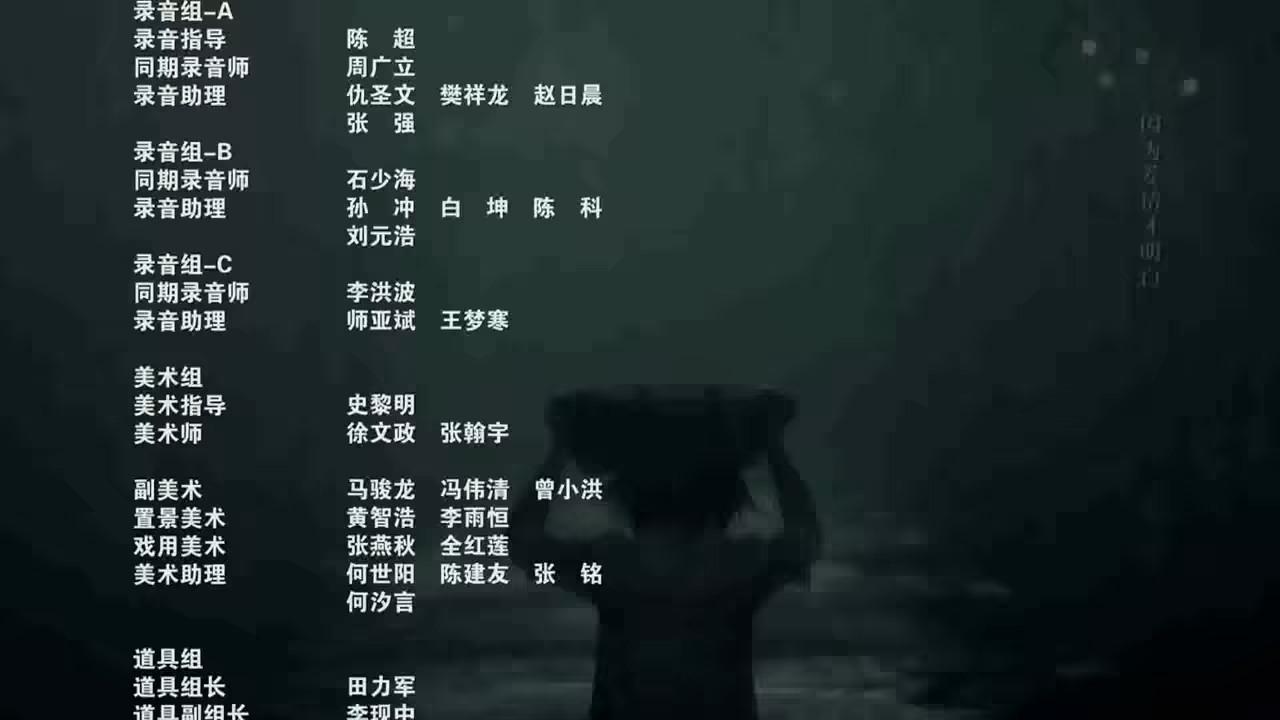 录音组-A
录音指导 陈 超
同期录音师 周广立
录音助理 仇圣文 樊祥龙 赵日晨
张 强
录音组-B
同期录音师 石少海
录音助理 孙 冲 白 坤 陈 科
刘元浩
录音组-C
同期录音师 李洪波
录音助理 师亚斌 王梦寒
美术组
美术指导 史黎明
美术师 徐文政 张翰宇
副美术 马骏龙 冯伟清 曾小洪
置景美术 黄智浩 李雨恒
戏用美术 张燕秋 全红莲
美术助理 何世阳 陈建友 张 铭
何汐言
道具组
道具组长 田力军
道具副组长 李现中